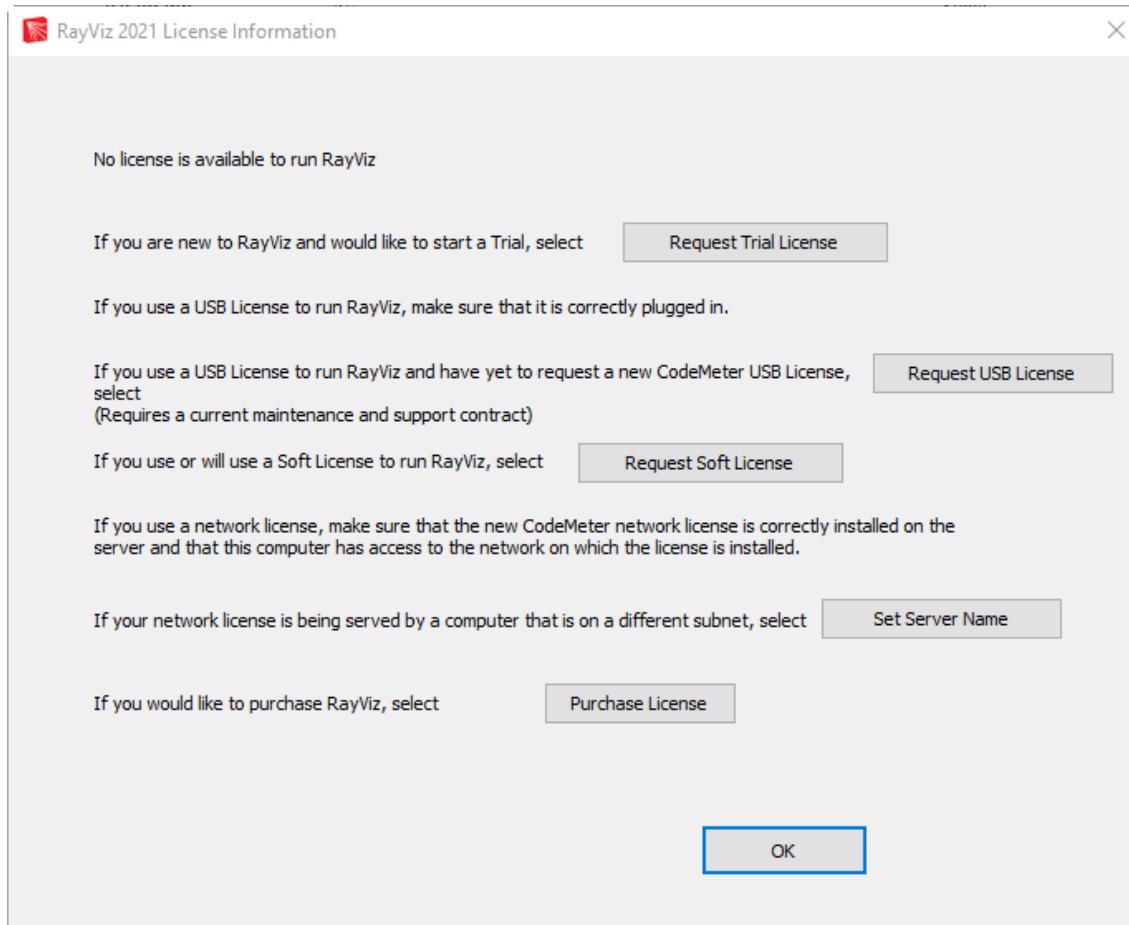 RayViz 2021 License Information
No license is available to run RayViz
If you are new to RayViz and would like to start a Trial, select
Request Trial License
If you use a USB License to run RayViz, make sure that it is correctly plugged in.
If you use a USB License to run RayViz and have yet to request a new CodeMeter USB License,
select
(Requires a current maintenance and support contract)
Request USB License
If you use or will use a Soft License to run RayViz, select
Request Soft License
If you use a network license, make sure that the new CodeMeter network license is correctly installed on the
server and that this computer has access to the network on which the license is installed.
If your network license is being served by a computer that is on a different subnet, select
Set Server Name
If you would like to purchase RayViz, select
Purchase License
OK